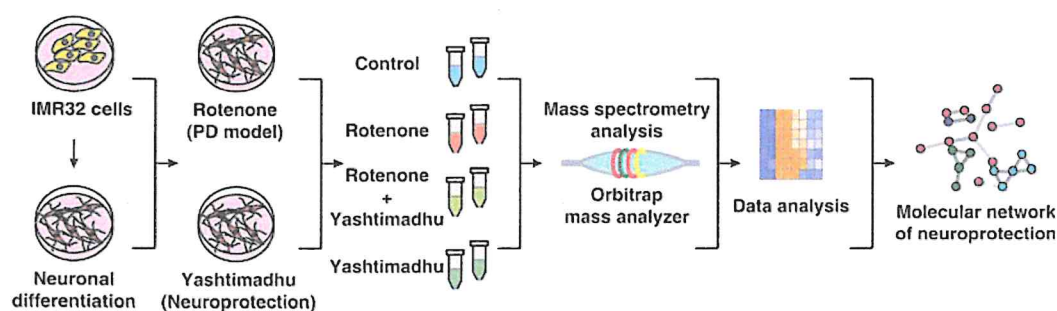 IMR32 cells
Neuronal
differentiation
Rotenone
(PD model)
Yashtimadhu
(Neuroprotection)
Control
Rotenone
Rotenone
+
Yashtimadhu
Yashtimadhu
Mass spectrometry
analysis
Orbitrap
mass analyzer
Data analysis
Molecular network
of neuroprotection